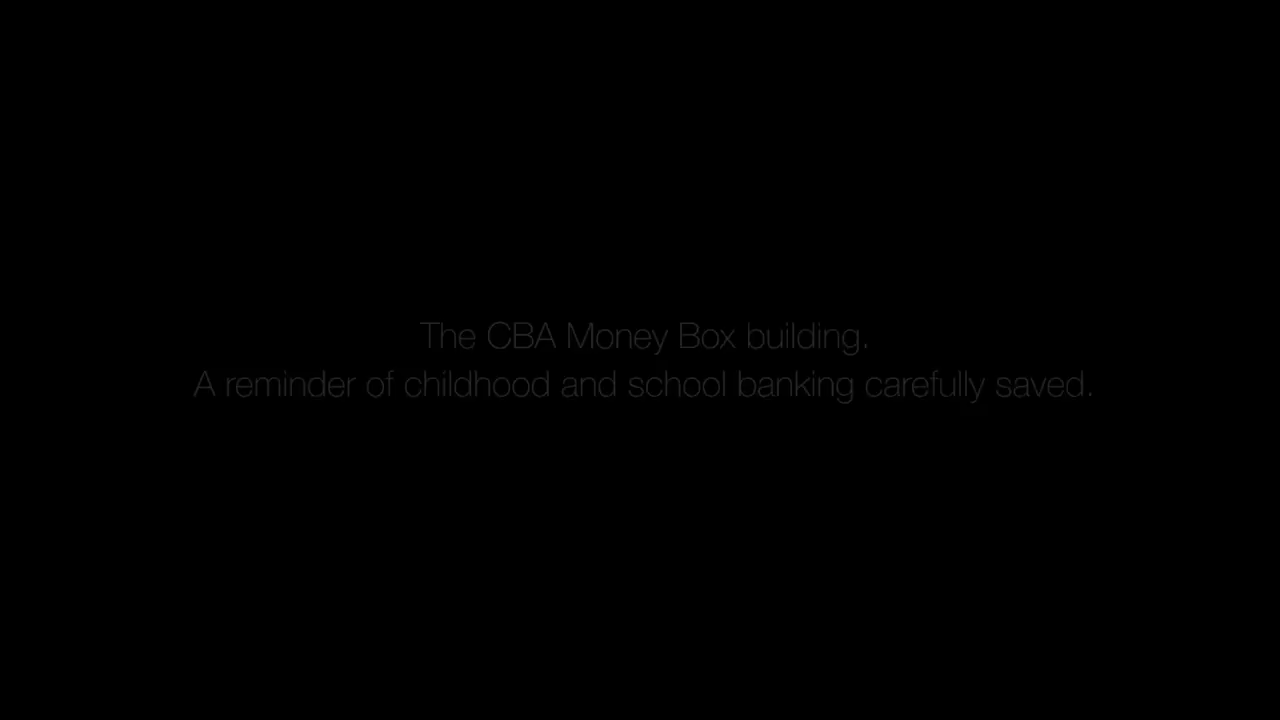 The CBA Money Box building.
A reminder of childhood and school banking carefully saved.